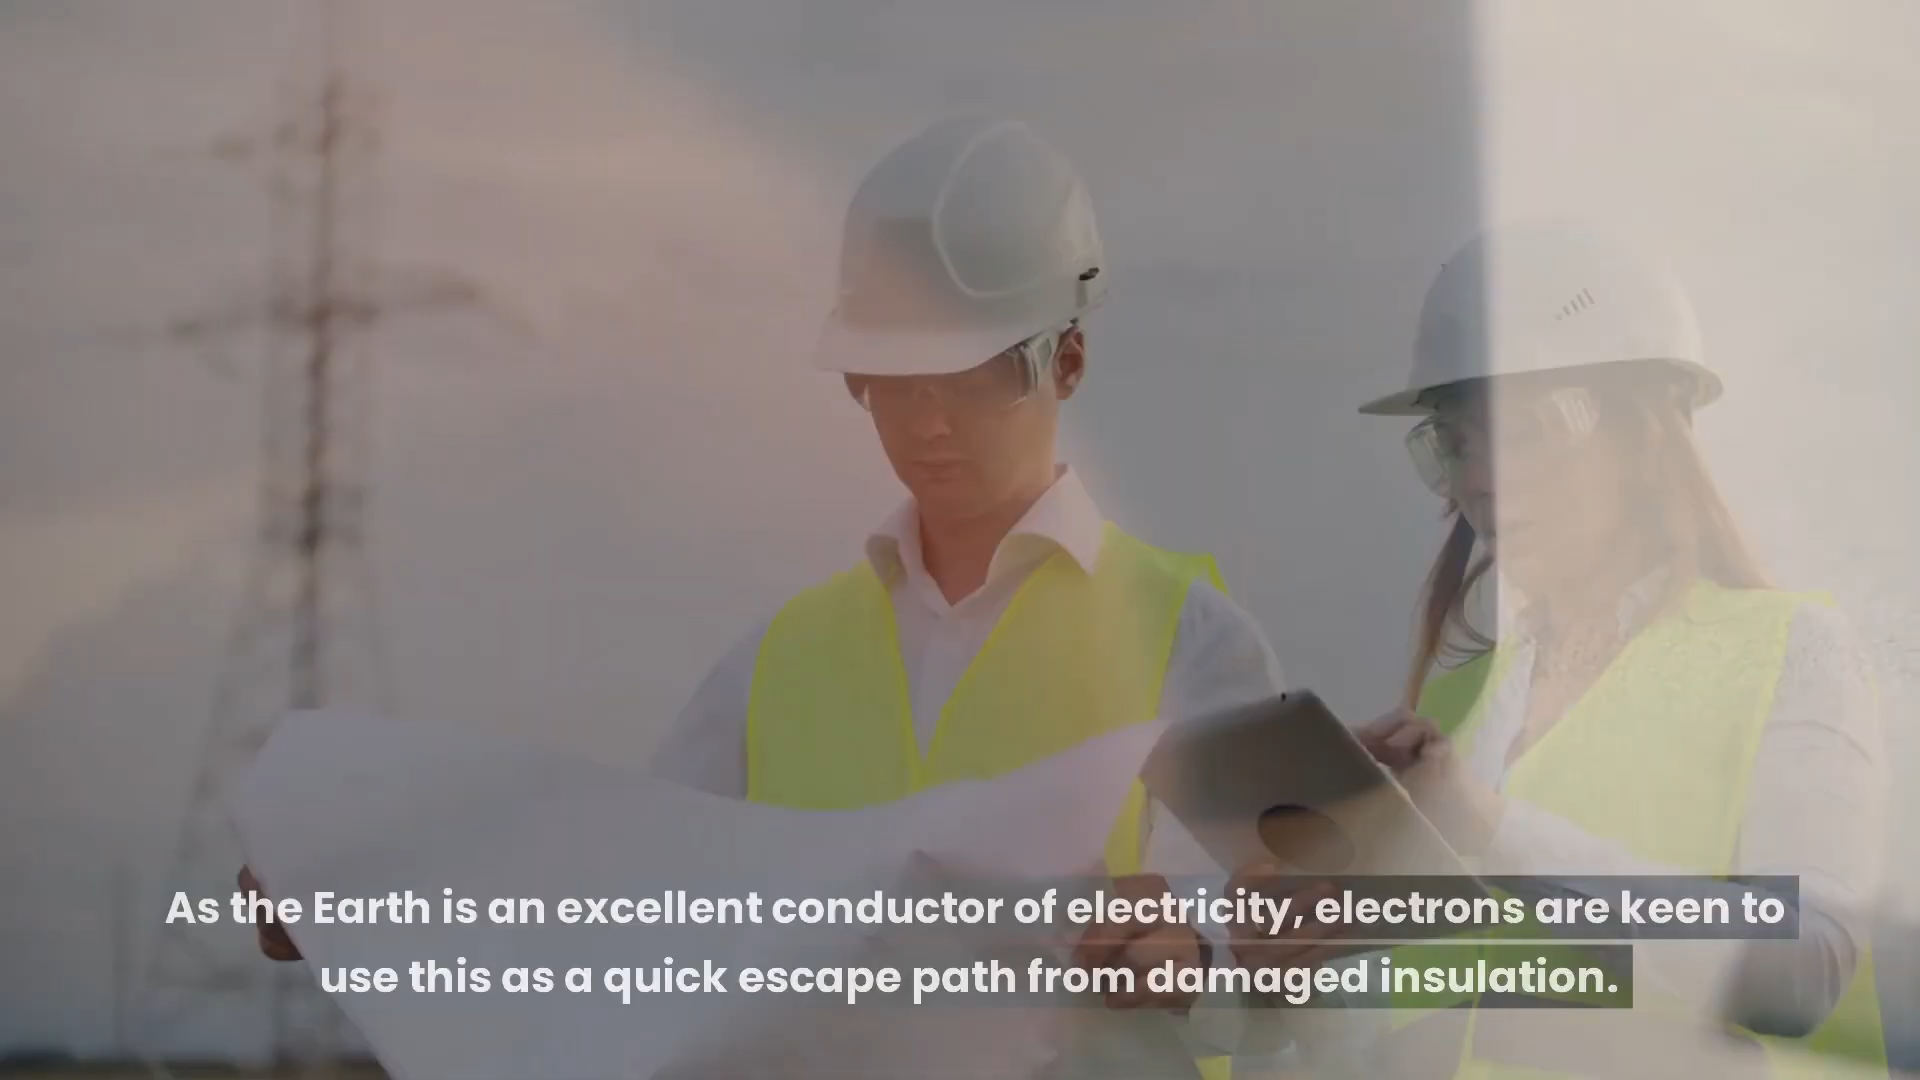 As the Earth is an excellent conductor of electricity, electrons are keen to
use this as a quick escape path from damaged insulation.